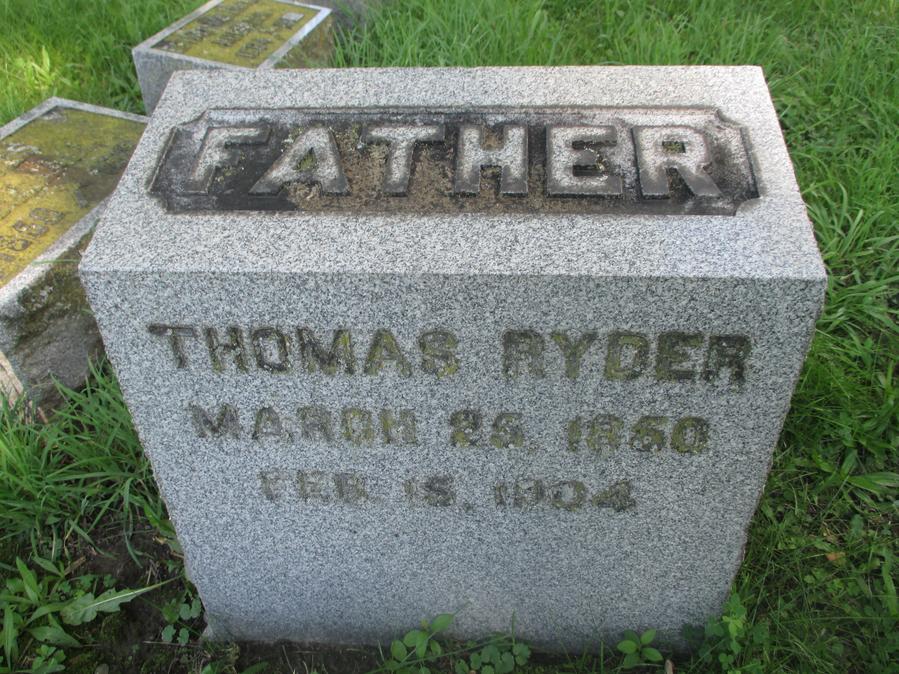 FATHER
THOMAS RYDER
MARCH 25, 1850
FEB. 15, 1904